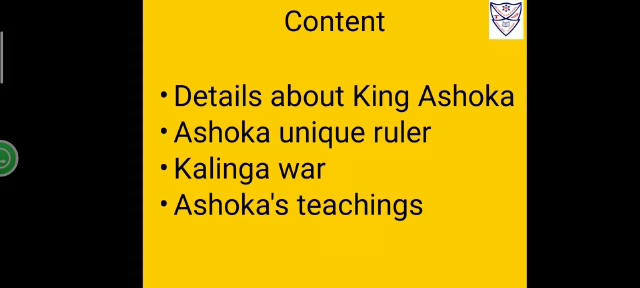 Content
• Details about King Ashoka
• Ashoka unique ruler
• Kalinga war
• Ashoka's teachings